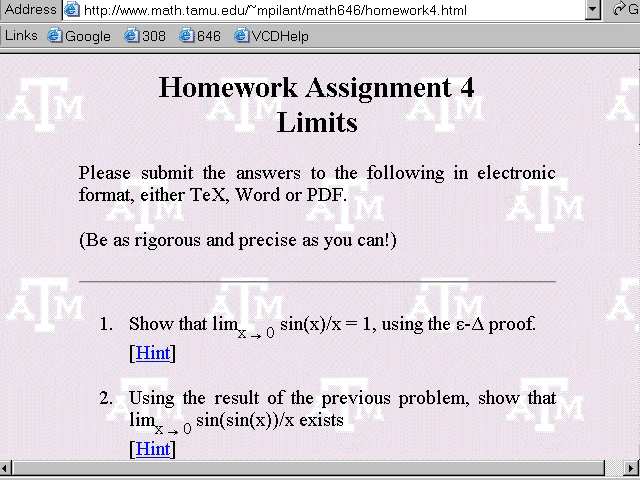 Address http://www.math.tamu.edu/~mpilant/math646/homework4.html G
Links Google 308 646 VCDHelp
Homework Assignment 4
Limits
Please submit the answers to the following in electronic
format, either TeX, Word or PDF.
(Be as rigorous and precise as you can!)
1. Show that lim x → 0 sin(x)/x = 1, using the ε-Δ proof.
[Hint]
2. Using the result of the previous problem, show that
lim x → 0 sin(sin(x))/x exists
[Hint]